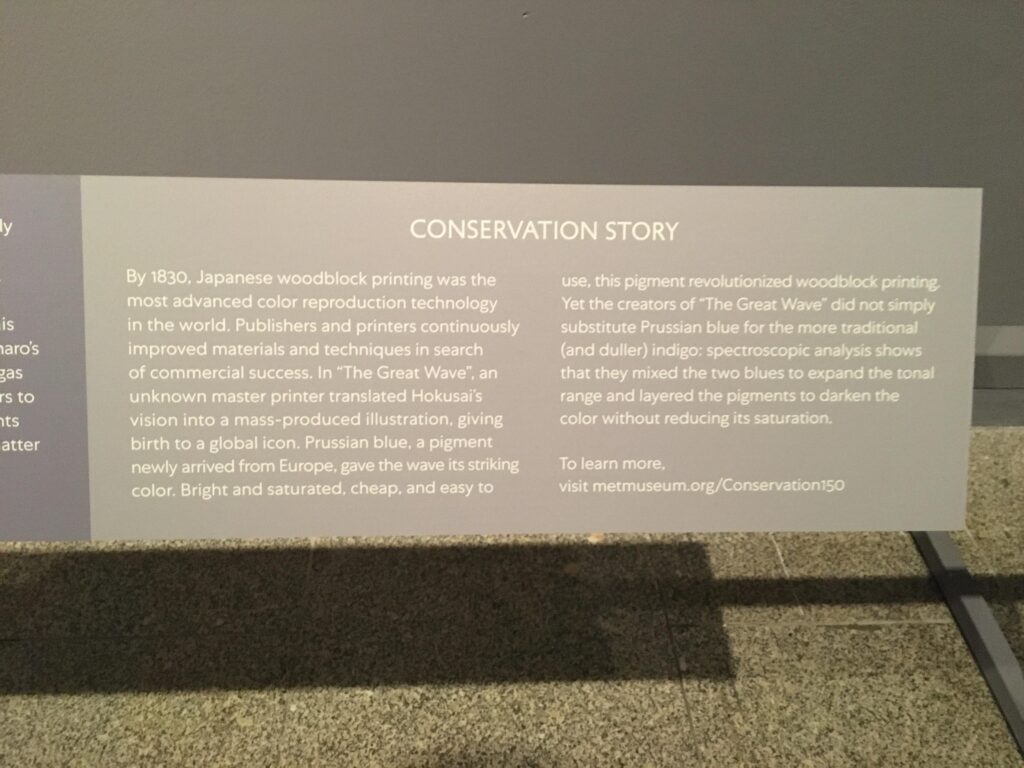 ly
is
naro's
gas
rs to
nts
atter
CONSERVATION STORY
By 1830, Japanese woodblock printing was the
most advanced color reproduction technology
in the world. Publishers and printers continuously
improved materials and techniques in search
of commercial success. In “The Great Wave”, an
unknown master printer translated Hokusai's
vision into a mass-produced illustration, giving
birth to a global icon. Prussian blue, a pigment
newly arrived from Europe, gave the wave its striking
color. Bright and saturated, cheap, and easy to
use, this pigment revolutionized woodblock printing.
Yet the creators of “The Great Wave” did not simply
substitute Prussian blue for the more traditional
(and duller) indigo: spectroscopic analysis shows
that they mixed the two blues to expand the tonal
range and layered the pigments to darken the
color without reducing its saturation.
To learn more,
visit metmuseum.org/Conservation150